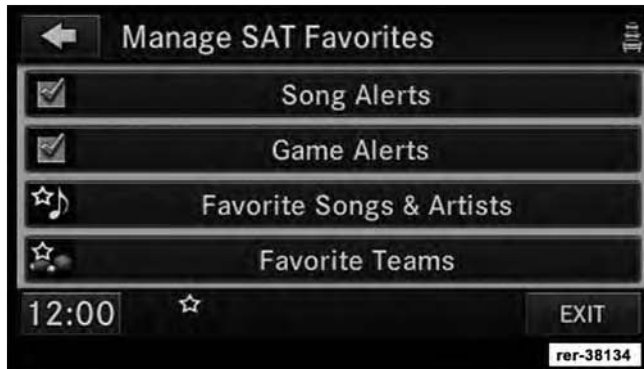 Manage SAT Favorites
Song Alerts
Game Alerts
Favorite Songs & Artists
Favorite Teams
12:00
EXIT
rer-38134